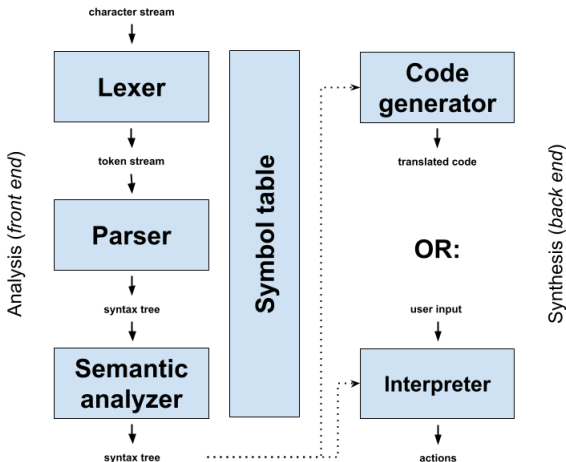 character stream
Lexer
token stream
Parser
syntax tree
Semantic
analyzer
syntax tree
Analysis (front end)
Symbol table
Code
generator
translated code
OR:
user input
Interpreter
actions
Synthesis (back end)